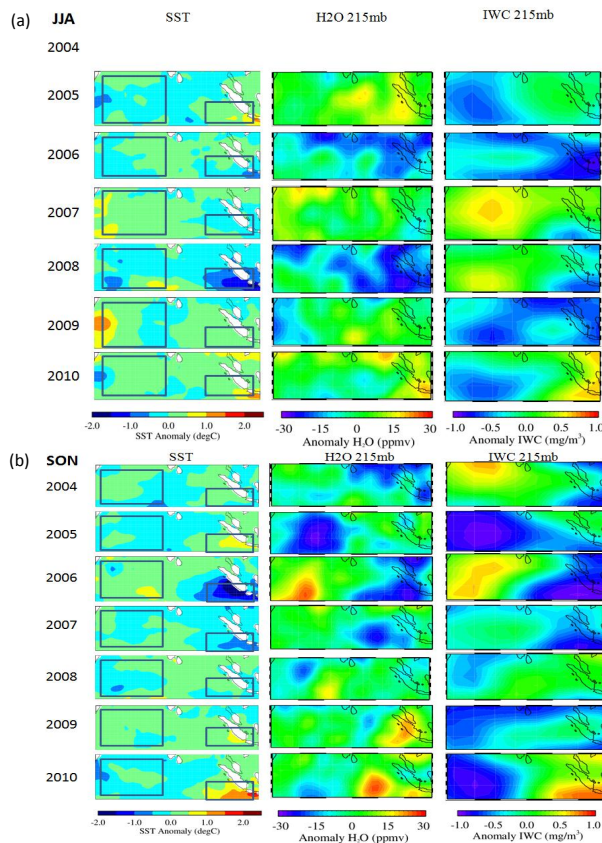 (a) JJA SST H2O 215mb IWC 215mb
2004
2005
2006
2007
2008
2009
2010
-2.0 -1.0 0.0 1.0 2.0 -30 -15 0 15 30 -1.0 -0.5 0.0 0.5 1.0
SST Anomaly (degC) Anomaly H₂O (ppmv) Anomaly IWC (mg/m³)
(b) SON SST H2O 215mb IWC 215mb
2004
2005
2006
2007
2008
2009
2010
-2.0 -1.0 0.0 1.0 2.0 -30 -15 0 15 30 -1.0 -0.5 0.0 0.5 1.0
SST Anomaly (degC) Anomaly H₂O (ppmv) Anomaly IWC (mg/m³)